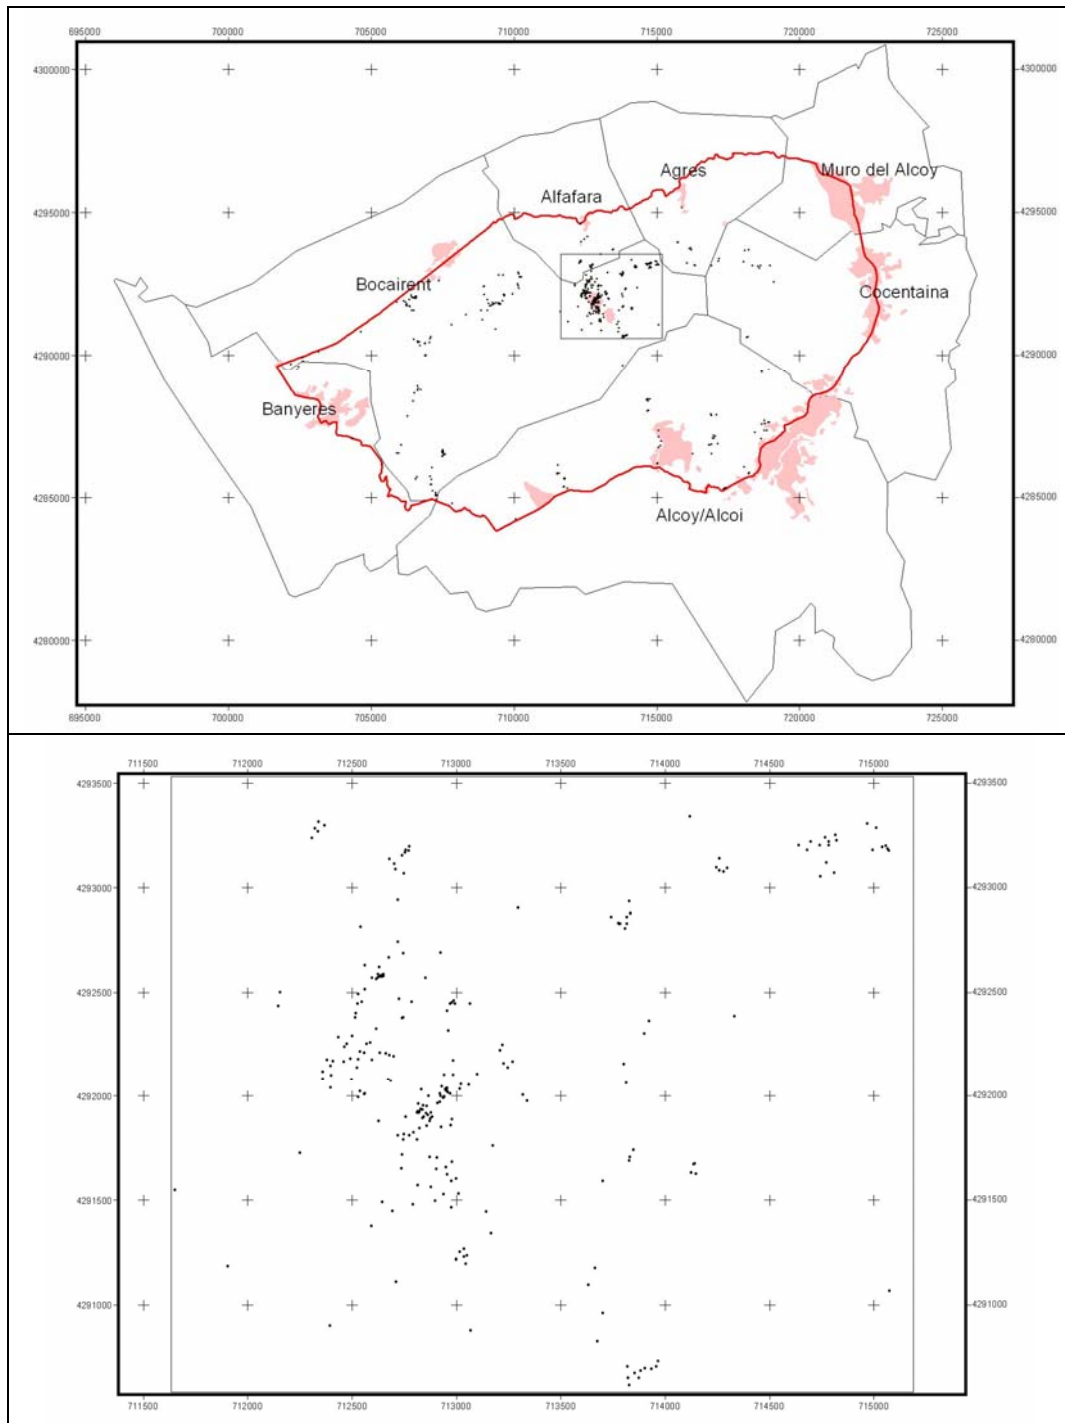 695000 700000 705000 710000 715000 720000 725000
4300000 4300000
Agres Muro del Alcoy
Alfafara
4295000 4295000
Bocairent Cocentaina
4290000 4290000
Banyeres
4285000 4285000
Alcoy/Alcoi
4280000 4280000
695000 700000 705000 710000 715000 720000 725000
711500 712000 712500 713000 713500 714000 714500 715000
4293500 4293500
4293000 4293000
4292500 4292500
4292000 4292000
4291500 4291500
4291000 4291000
711500 712000 712500 713000 713500 714000 714500 715000